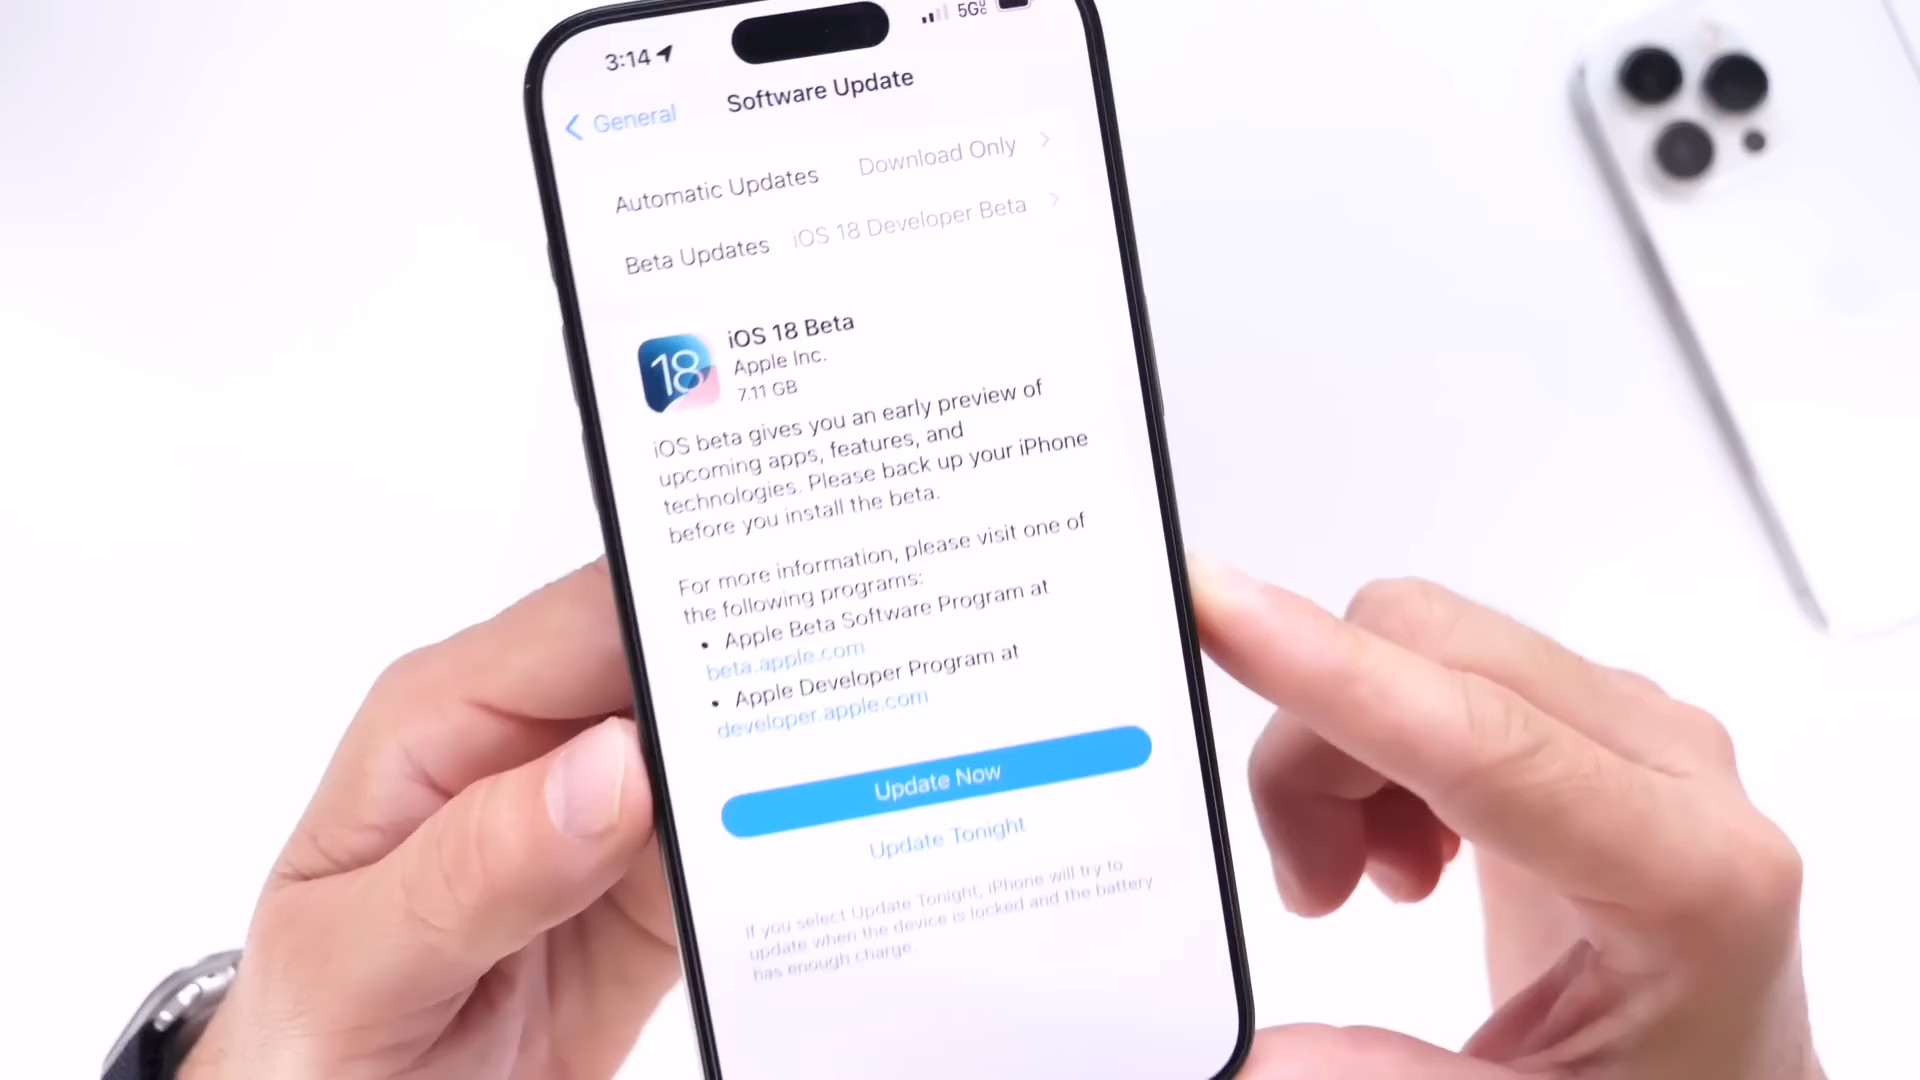 3:14 5G
General Software Update
Automatic Updates Download Only
Beta Updates iOS 18 Developer Beta
18
iOS 18 Beta
Apple Inc.
7.11 GB
iOS beta gives you an early preview of
upcoming apps, features, and
technologies. Please back up your iPhone
before you install the beta.
For more information, please visit one of
the following programs:
• Apple Beta Software Program at
beta.apple.com
• Apple Developer Program at
developer.apple.com
Update Now
Update Tonight
If you select Update Tonight, iPhone will try to
update when the device is locked and the battery
has enough charge.